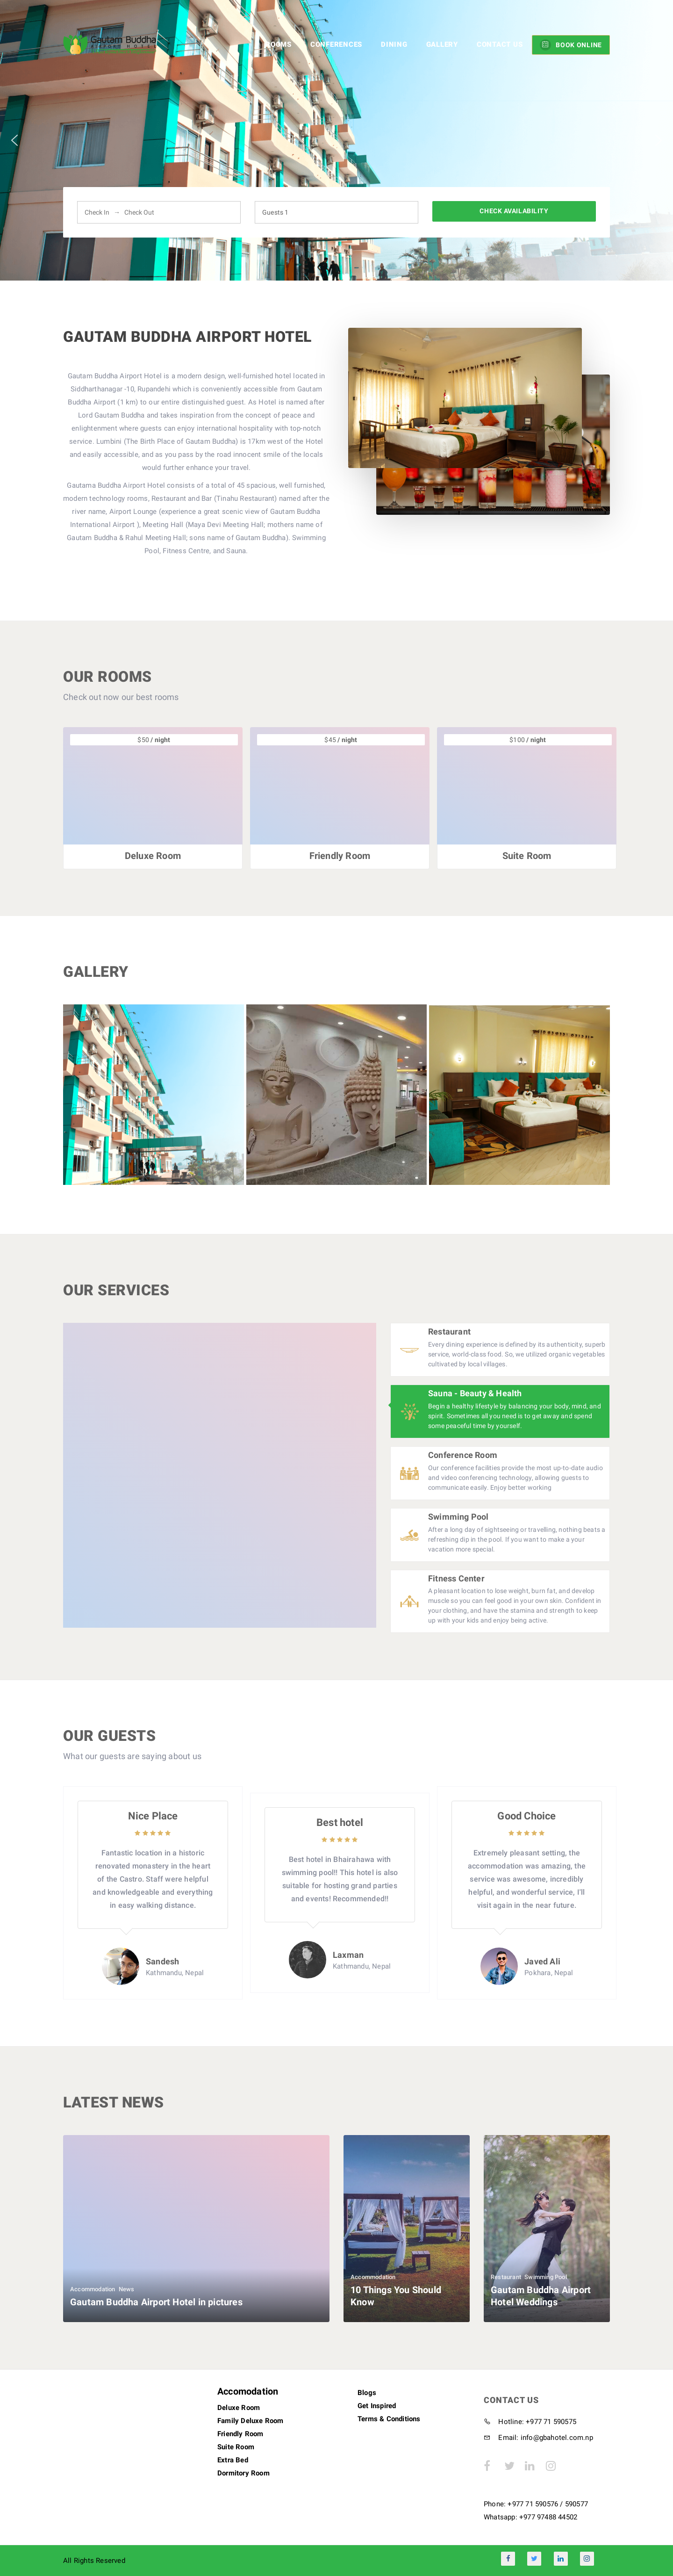 Gautam Buddha
AIRPORT HOTEL
ROOMS CONFERENCES DINING GALLERY CONTACT US BOOK ONLINE
Check In → Check Out
Guests 1
CHECK AVAILABILITY
GAUTAM BUDDHA AIRPORT HOTEL
Gautam Buddha Airport Hotel is a modern design, well-furnished hotel located in
Siddharthanagar -10, Rupandehi which is conveniently accessible from Gautam
Buddha Airport (1 km) to our entire distinguished guest. As Hotel is named after
Lord Gautam Buddha and takes inspiration from the concept of peace and
enlightenment where guests can enjoy international hospitality with top-notch
service. Lumbini (The Birth Place of Gautam Buddha) is 17km west of the Hotel
and easily accessible, and as you pass by the road innocent smile of the locals
would further enhance your travel.
Gautama Buddha Airport Hotel consists of a total of 45 spacious, well furnished,
modern technology rooms, Restaurant and Bar (Tinahu Restaurant) named after the
river name, Airport Lounge (experience a great scenic view of Gautam Buddha
International Airport ), Meeting Hall (Maya Devi Meeting Hall; mothers name of
Gautam Buddha & Rahul Meeting Hall; sons name of Gautam Buddha). Swimming
Pool, Fitness Centre, and Sauna.
OUR ROOMS
Check out now our best rooms
$50 / night
Deluxe Room
$45 / night
Friendly Room
$100 / night
Suite Room
GALLERY
OUR SERVICES
Restaurant
Every dining experience is defined by its authenticity, superb
service, world-class food. So, we utilized organic vegetables
cultivated by local villages.
Sauna - Beauty & Health
Begin a healthy lifestyle by balancing your body, mind, and
spirit. Sometimes all you need is to get away and spend
some peaceful time by yourself.
Conference Room
Our conference facilities provide the most up-to-date audio
and video conferencing technology, allowing guests to
communicate easily. Enjoy better working
Swimming Pool
After a long day of sightseeing or travelling, nothing beats a
refreshing dip in the pool. If you want to make a your
vacation more special.
Fitness Center
A pleasant location to lose weight, burn fat, and develop
muscle so you can feel good in your own skin. Confident in
your clothing, and have the stamina and strength to keep
up with your kids and enjoy being active.
OUR GUESTS
What our guests are saying about us
Nice Place
Fantastic location in a historic
renovated monastery in the heart
of the Castro. Staff were helpful
and knowledgeable and everything
in easy walking distance.
Sandesh
Kathmandu, Nepal
Best hotel
Best hotel in Bhairahawa with
swimming pool!! This hotel is also
suitable for hosting grand parties
and events! Recommended!!
Laxman
Kathmandu, Nepal
Good Choice
Extremely pleasant setting, the
accommodation was amazing, the
service was awesome, incredibly
helpful, and wonderful service, I'll
visit again in the near future.
Javed Ali
Pokhara, Nepal
LATEST NEWS
Accommodation News
Gautam Buddha Airport Hotel in pictures
Accommodation
10 Things You Should
Know
Restaurant Swimming Pool
Gautam Buddha Airport
Hotel Weddings
Accomodation
Deluxe Room
Family Deluxe Room
Friendly Room
Suite Room
Extra Bed
Dormitory Room
Blogs
Get Inspired
Terms & Conditions
CONTACT US
Hotline: +977 71 590575
Email: info@gbahotel.com.np
Phone: +977 71 590576 / 590577
Whatsapp: +977 97488 44502
All Rights Reserved